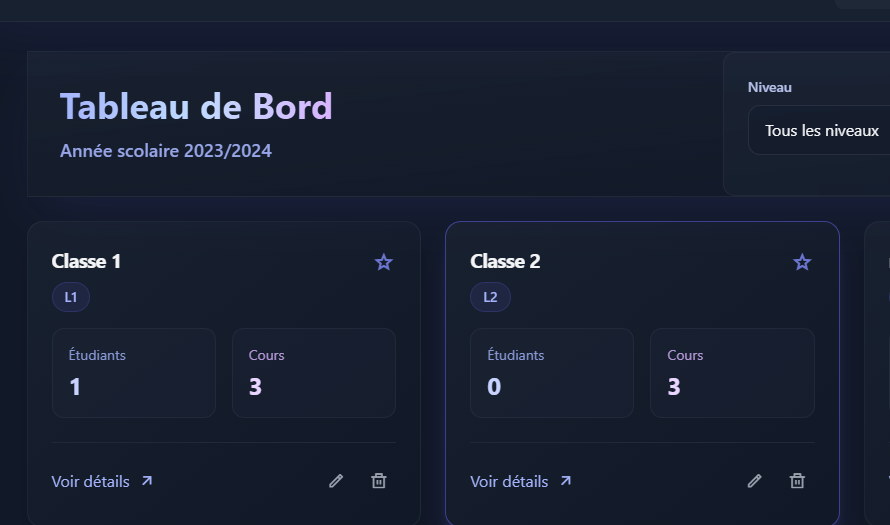 Tableau de Bord
Année scolaire 2023/2024
Niveau
Tous les niveaux
Classe 1
L1
Étudiants
1
Cours
3
Voir détails
Classe 2
L2
Étudiants
0
Cours
3
Voir détails